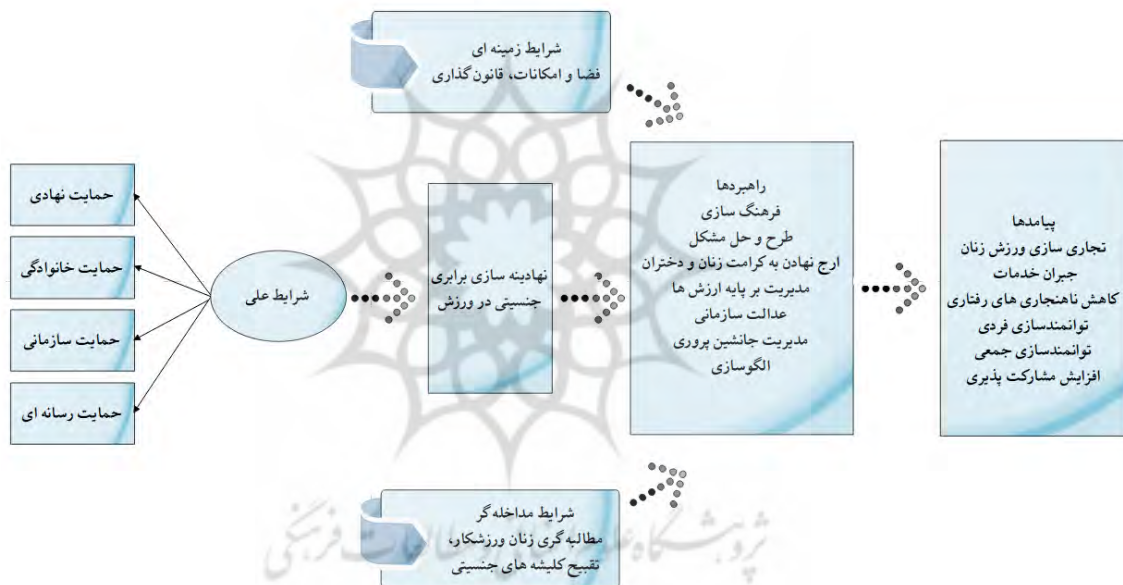 شرایط زمینه ای
فضا و امکانات، قانون گذاری
حمایت نهادی
حمایت خانوادگی
حمایت سازمانی
حمایت رسانه ای
شرایط علی
نهادینه سازی برابری
جنسیتی در ورزش
راهبردها
فرهنگ سازی
طرح و حل مشکل
ارج نهادن به کرامت زنان و دختران
مدیریت بر پایه ارزش ها
عدالت سازمانی
مدیریت جانشین پروری
الگوسازی
پیامدها
تجاری سازی ورزش زنان
جبران خدمات
کاهش ناهنجاری های رفتاری
توانمندسازی فردی
توانمندسازی جمعی
افزایش مشارکت پذیری
شرایط مداخله گر
مطالبه گری زنان ورزشکار،
تقبیح کلیشه های جنسیتی